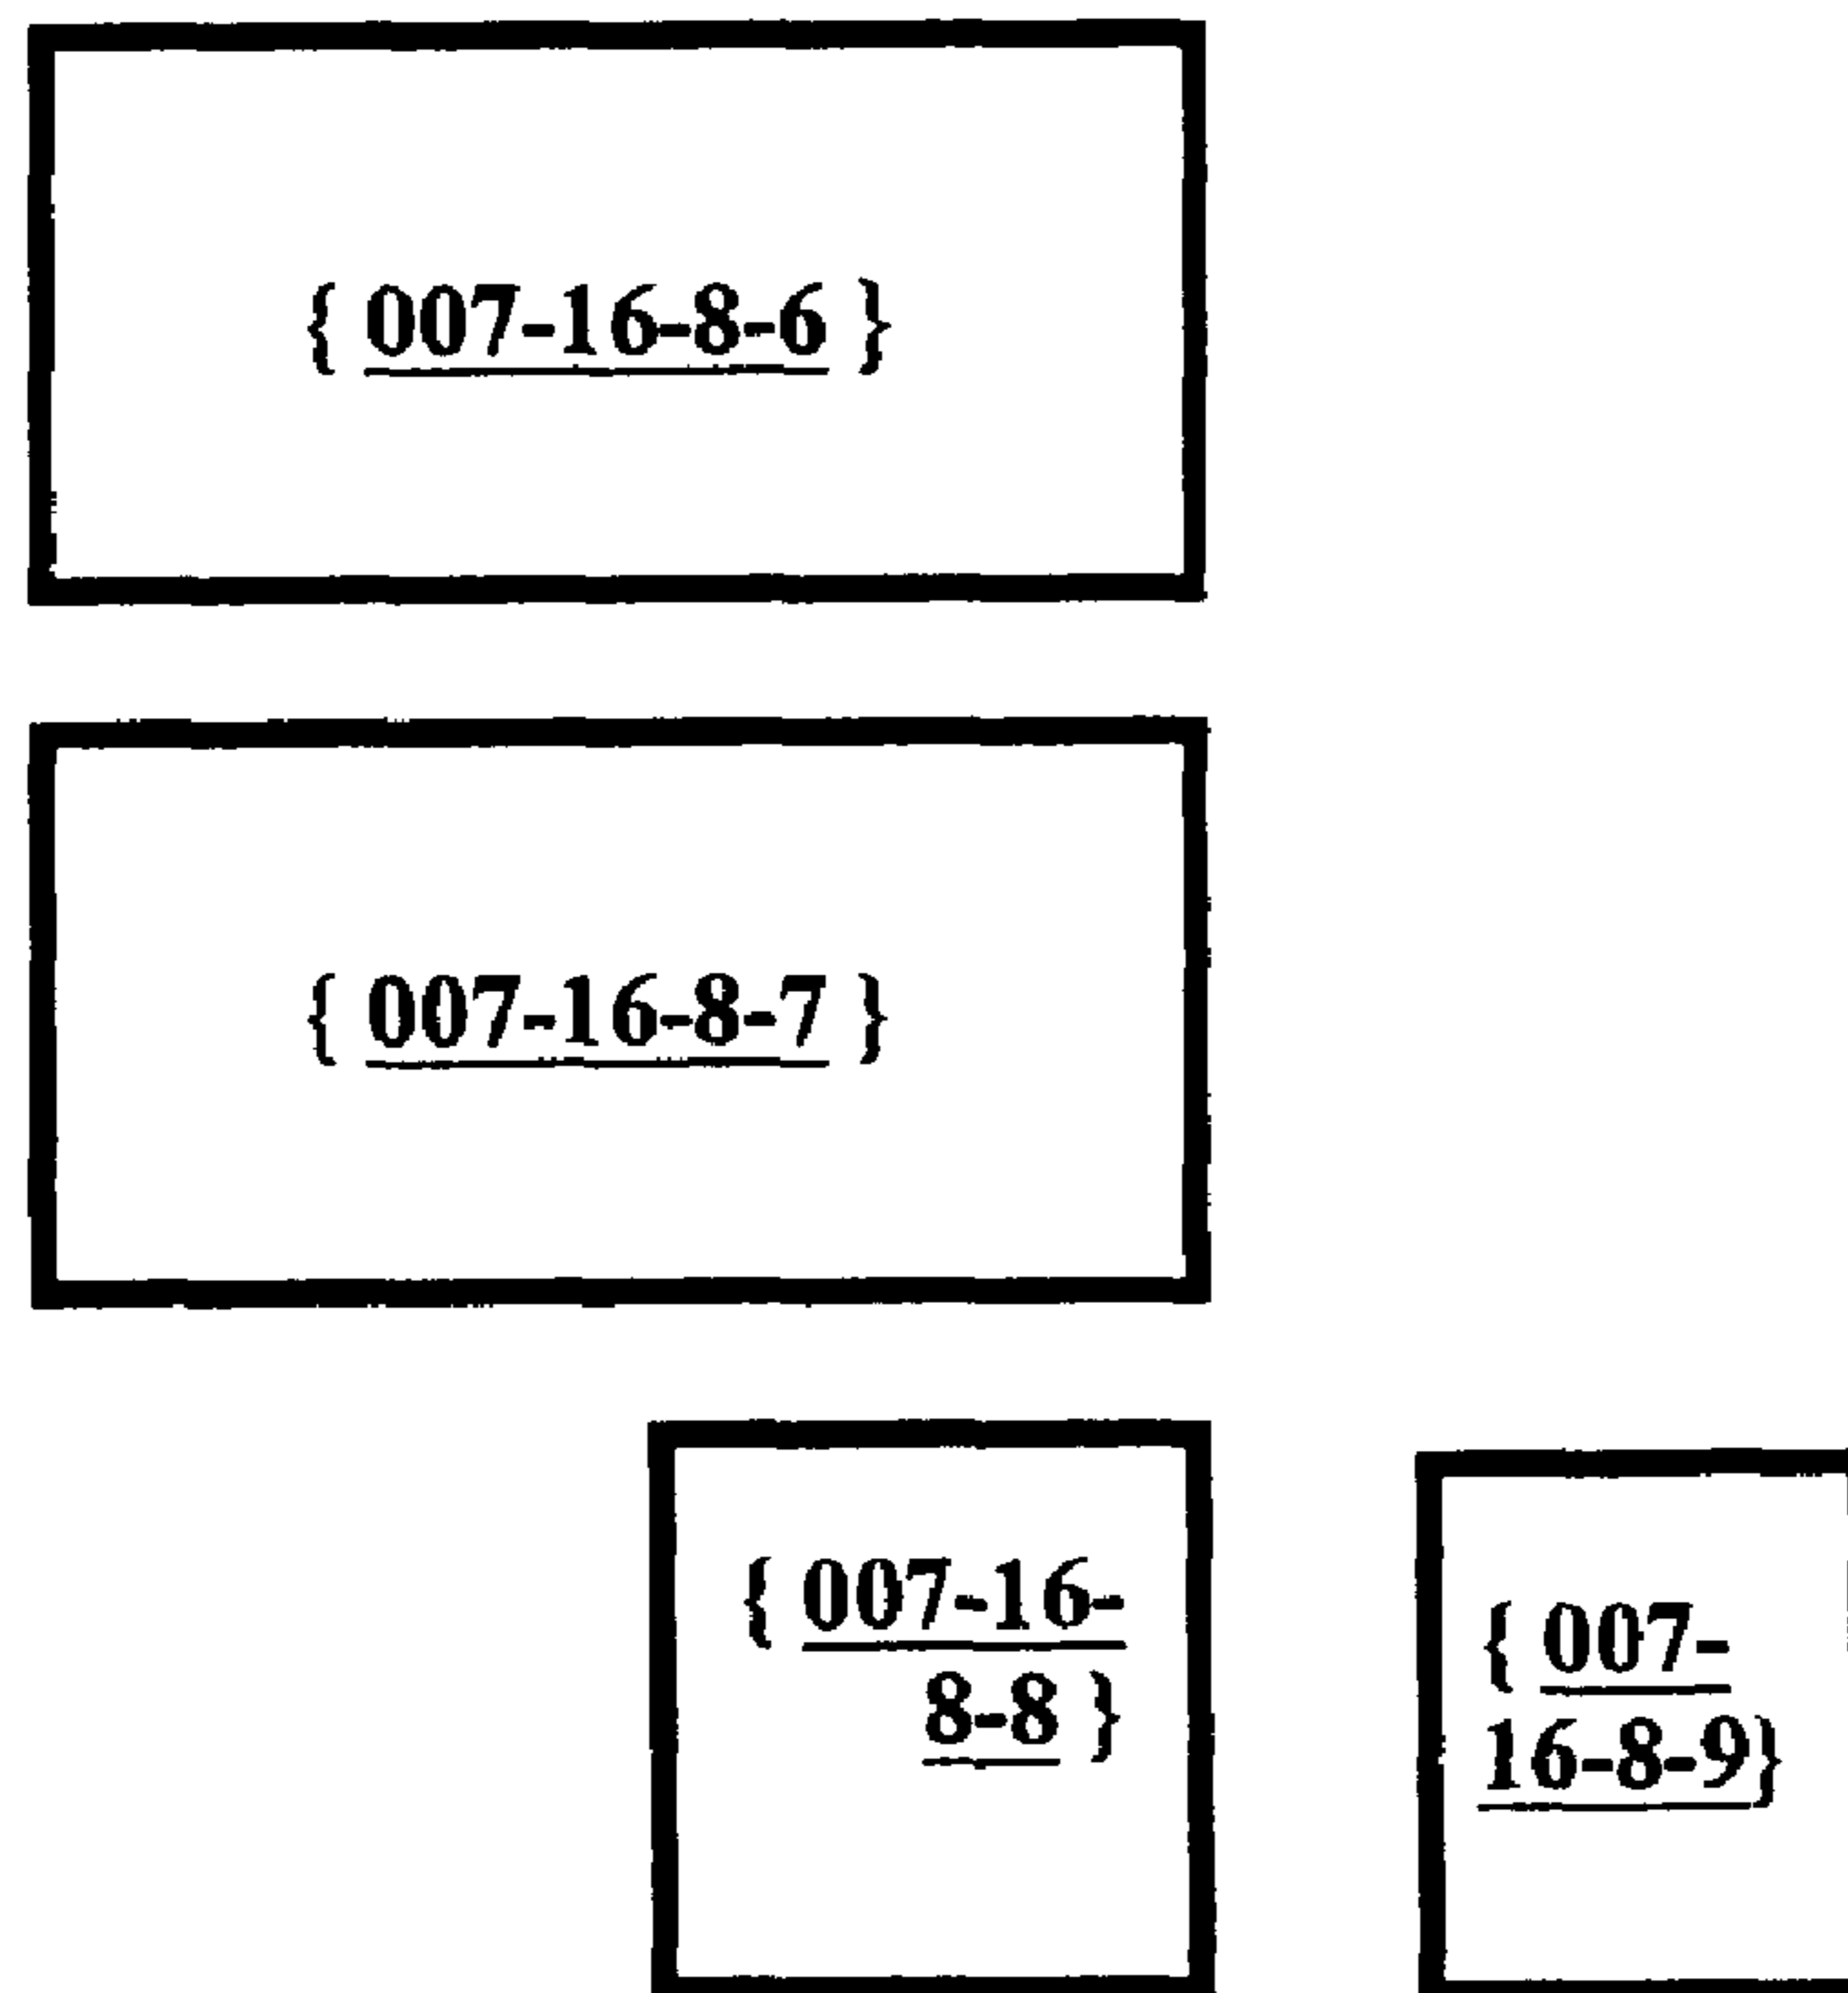 { 007-16-8-6 }
{ 007-16-8-7 }
{ 007-16-
8-8 }
{ 007-
16-8-9}